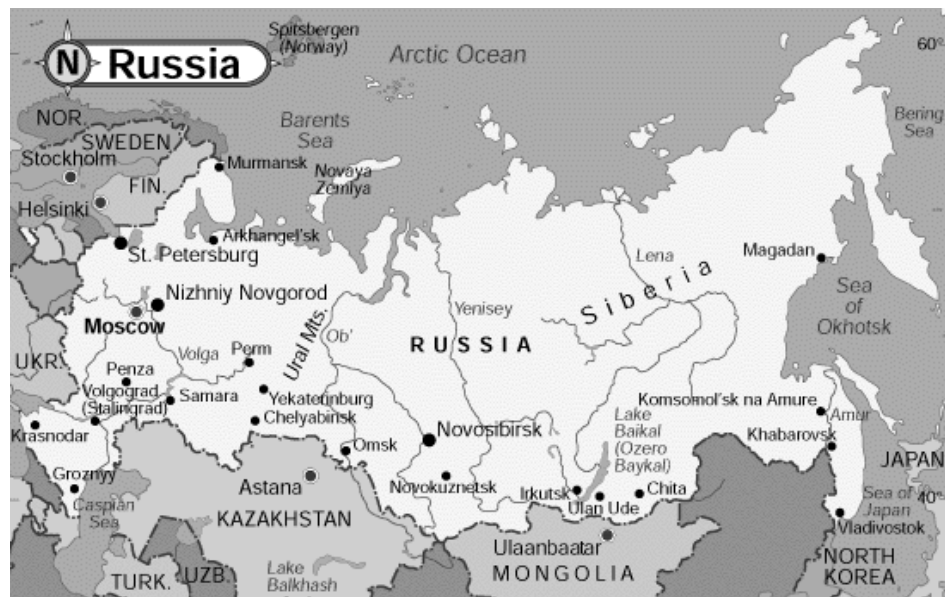 Spitsbergen
(Norway)
Arctic Ocean
60°
N
Russia
NOR.
Barents
Sea
Bering
Sea
SWEDEN
Stockholm
Murmansk
Novaya
Zemlya
FIN.
Helsinki
Arkhangel'sk
St. Petersburg
Lena
Magadan
Siberia
Sea
of
Okhotsk
Nizhniy Novgorod
Yenisey
Moscow
Ural Mts.
Ob'
RUSSIA
UKR.
Volga
Perm
Penza
Volgograd
(Stalingrad)
Samara
Yekaterinburg
Chelyabinsk
Komsomol'sk na Amure
Amur
Krasnodar
Omsk
Novosibirsk
Lake
Baikal
(Ozero
Baykal)
Khabarovsk
JAPAN
Groznyy
Astana
Novokuznetsk
Irkutsk
Ulan Ude
Chita
Sea of
Japan
40°
Caspian
Sea
KAZAKHSTAN
Vladivostok
Ulaanbaatar
MONGOLIA
NORTH
KOREA
TURK.
UZB.
Lake
Balkhash